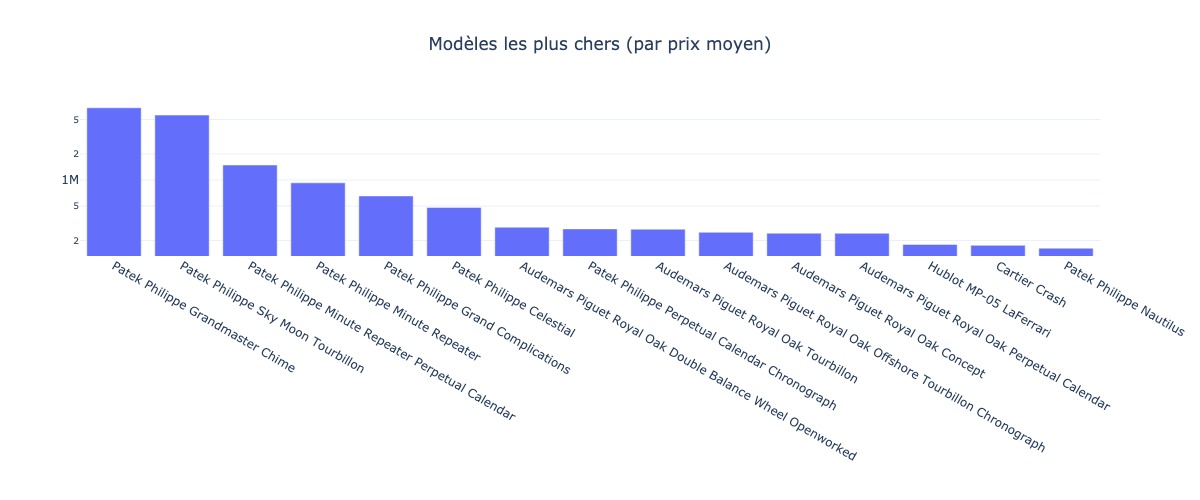 Modèles les plus chers (par prix moyen)
5
2
1M
5
2
Patek Philippe Grandmaster Chime
Patek Philippe Sky Moon Tourbillon
Patek Philippe Minute Repeater Perpetual Calendar
Patek Philippe Minute Repeater
Patek Philippe Grand Complications
Patek Philippe Celestial
Audemars Piguet Royal Oak Double Balance Wheel Openworked
Patek Philippe Perpetual Calendar Chronograph
Audemars Piguet Royal Oak Tourbillon
Audemars Piguet Royal Oak Offshore Tourbillon Chronograph
Audemars Piguet Royal Oak Concept
Audemars Piguet Royal Oak Perpetual Calendar
Hublot MP-05 LaFerrari
Cartier Crash
Patek Philippe Nautilus